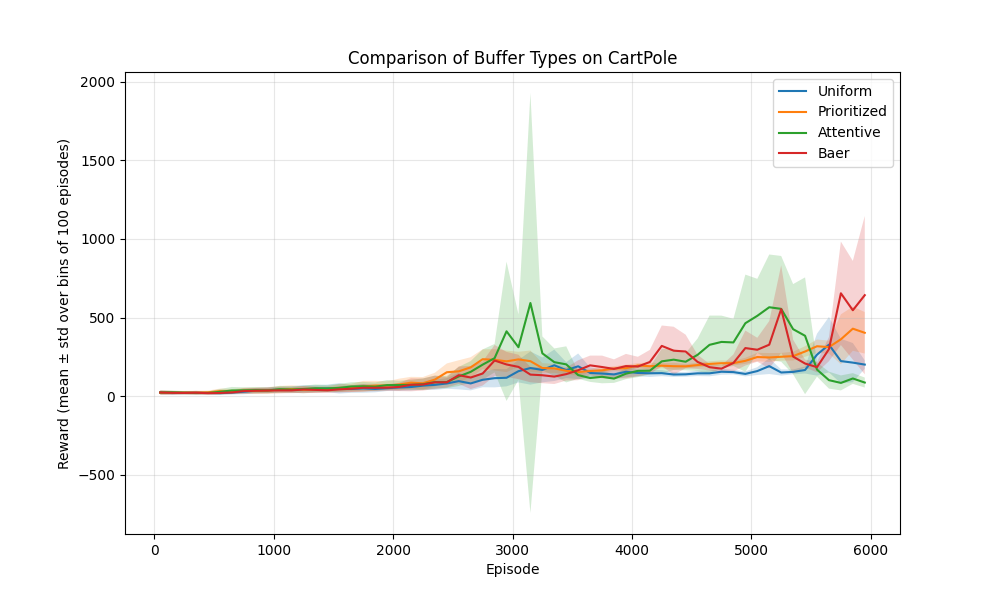 Comparison of Buffer Types on CartPole
Reward (mean ± std over bins of 100 episodes)
2000
1500
1000
500
0
−500
Uniform
Prioritized
Attentive
Baer
0
1000
2000
3000
4000
5000
6000
Episode